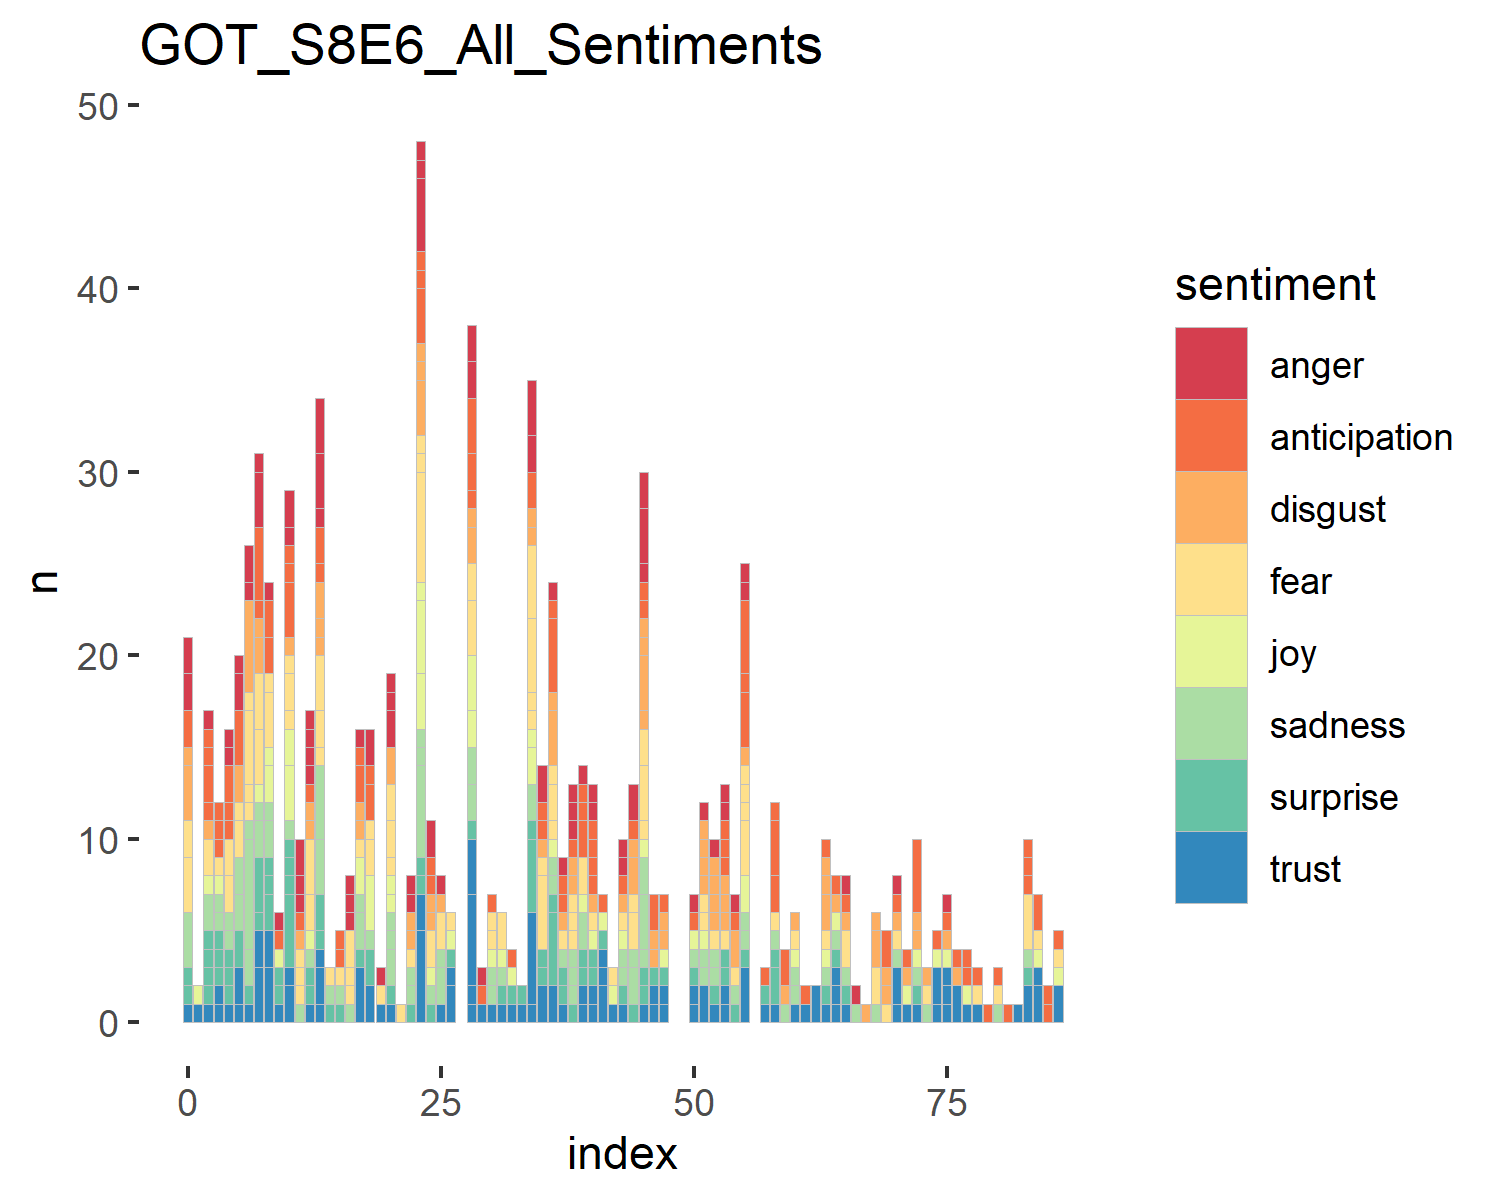 GOT_S8E6_All_Sentiments
50
40
30
20
10
0
n
0 25 50 75
index
sentiment
anger
anticipation
disgust
fear
joy
sadness
surprise
trust